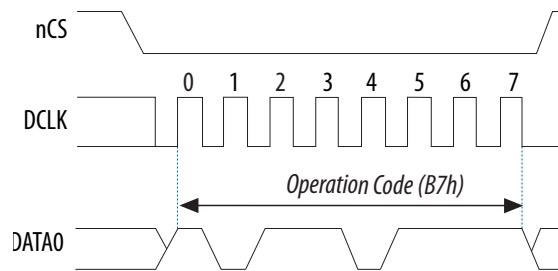 nCS
0 1 2 3 4 5 6 7
DCLK
Operation Code (B7h)
DATA0